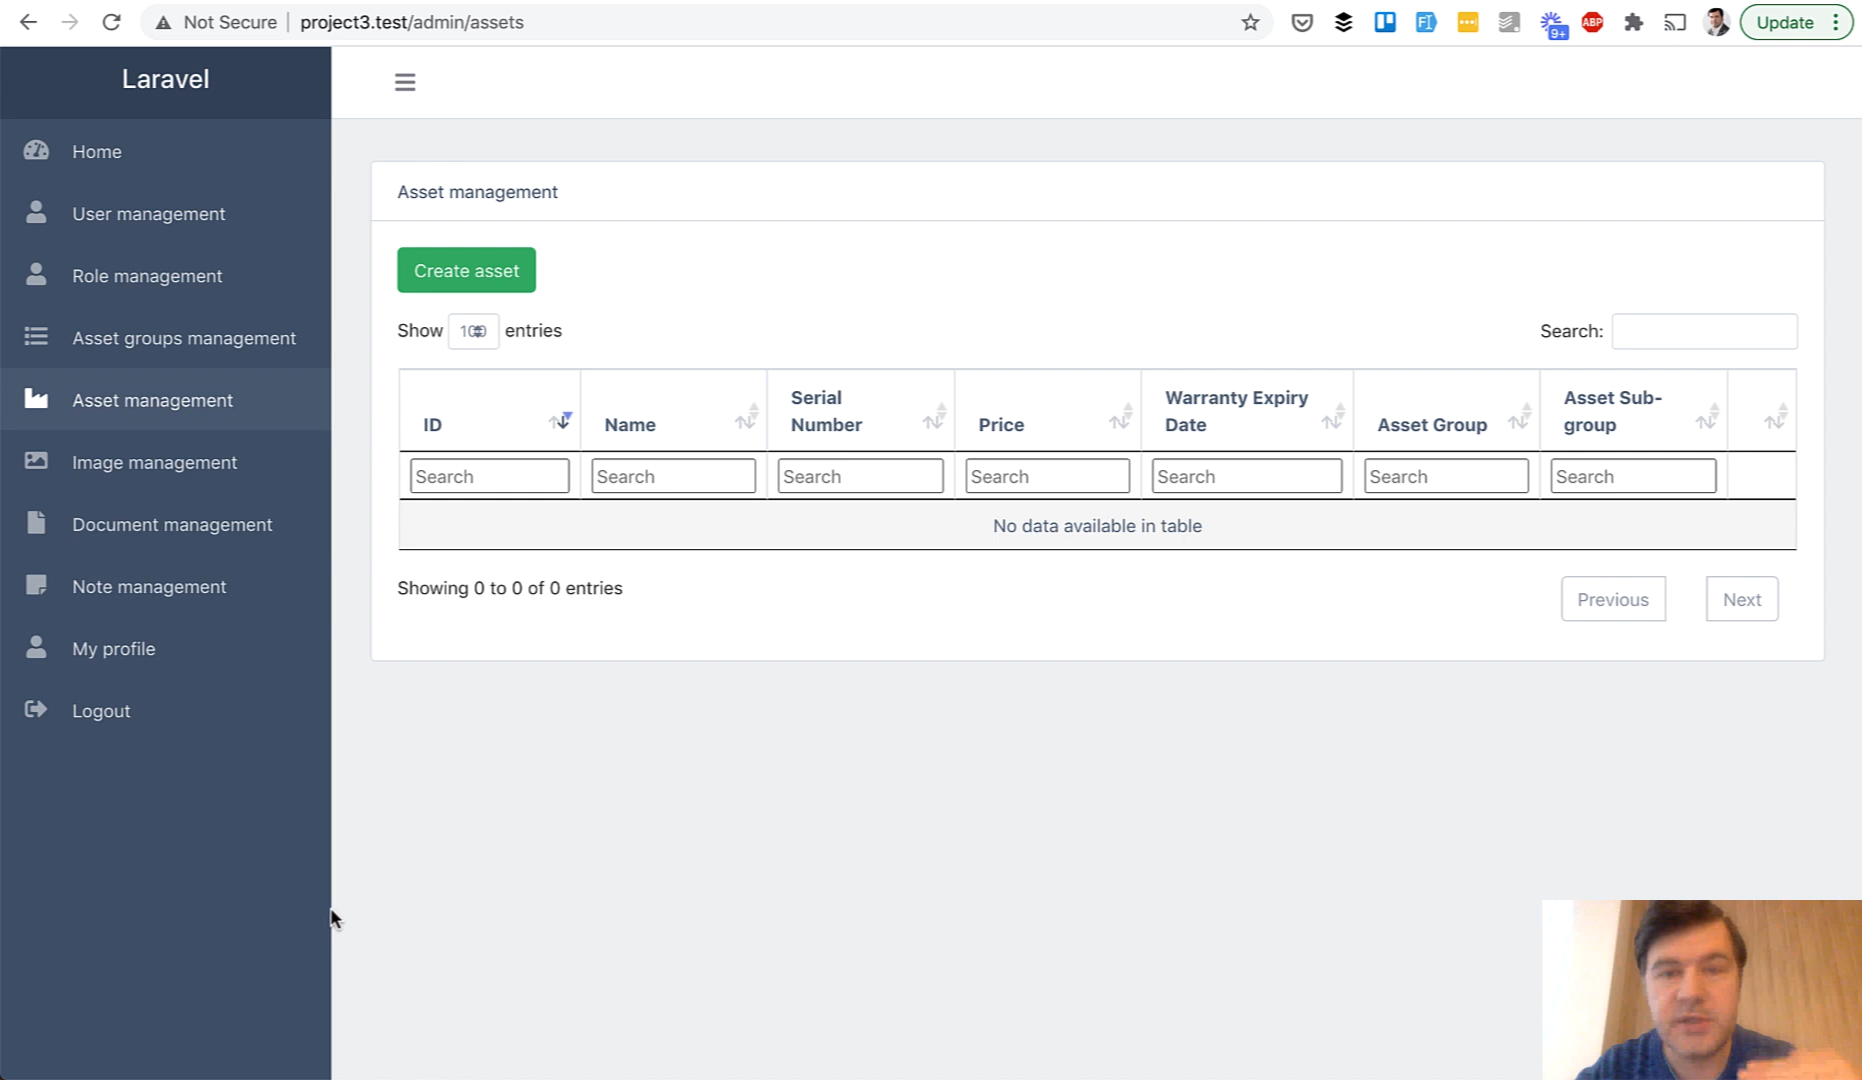 Not Secure | project3.test/admin/assets
9+
ABP
Update
Laravel
Home
User management
Role management
Asset groups management
Asset management
Image management
Document management
Note management
My profile
Logout
Asset management
Create asset
Show 100 entries
Search:
ID
Name
Serial Number
Price
Warranty Expiry Date
Asset Group
Asset Sub-group
Search Search Search Search Search Search Search
No data available in table
Showing 0 to 0 of 0 entries
Previous
Next